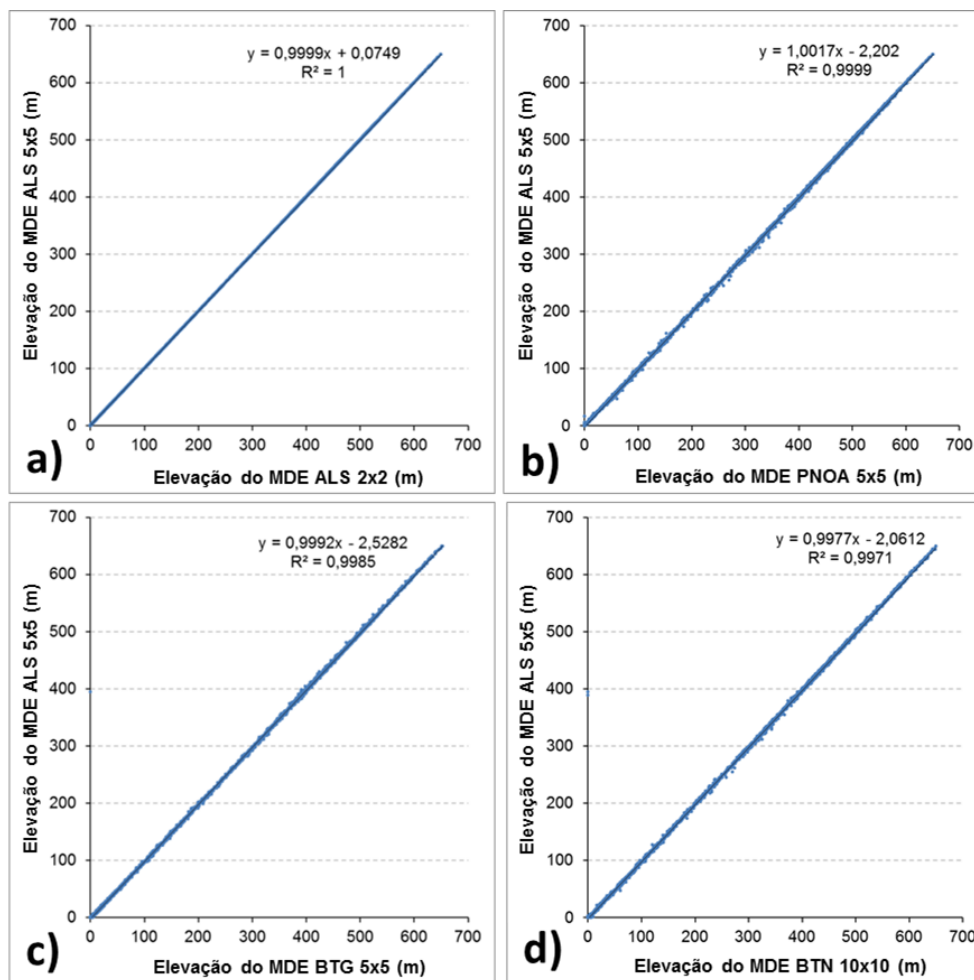 700
600
500
400
300
200
100
0
Elevação do MDE ALS 5x5 (m)
y = 0,9999x + 0,0749
R² = 1
0 100 200 300 400 500 600 700
Elevação do MDE ALS 2x2 (m)
a)
700
600
500
400
300
200
100
0
Elevação do MDE ALS 5x5 (m)
y = 1,0017x - 2,202
R² = 0,9999
0 100 200 300 400 500 600 700
Elevação do MDE PNOA 5x5 (m)
b)
700
600
500
400
300
200
100
0
Elevação do MDE ALS 5x5 (m)
y = 0,9992x - 2,5282
R² = 0,9985
0 100 200 300 400 500 600 700
Elevação do MDE BTG 5x5 (m)
c)
700
600
500
400
300
200
100
0
Elevação do MDE ALS 5x5 (m)
y = 0,9977x - 2,0612
R² = 0,9971
0 100 200 300 400 500 600 700
Elevação do MDE BTN 10x10 (m)
d)